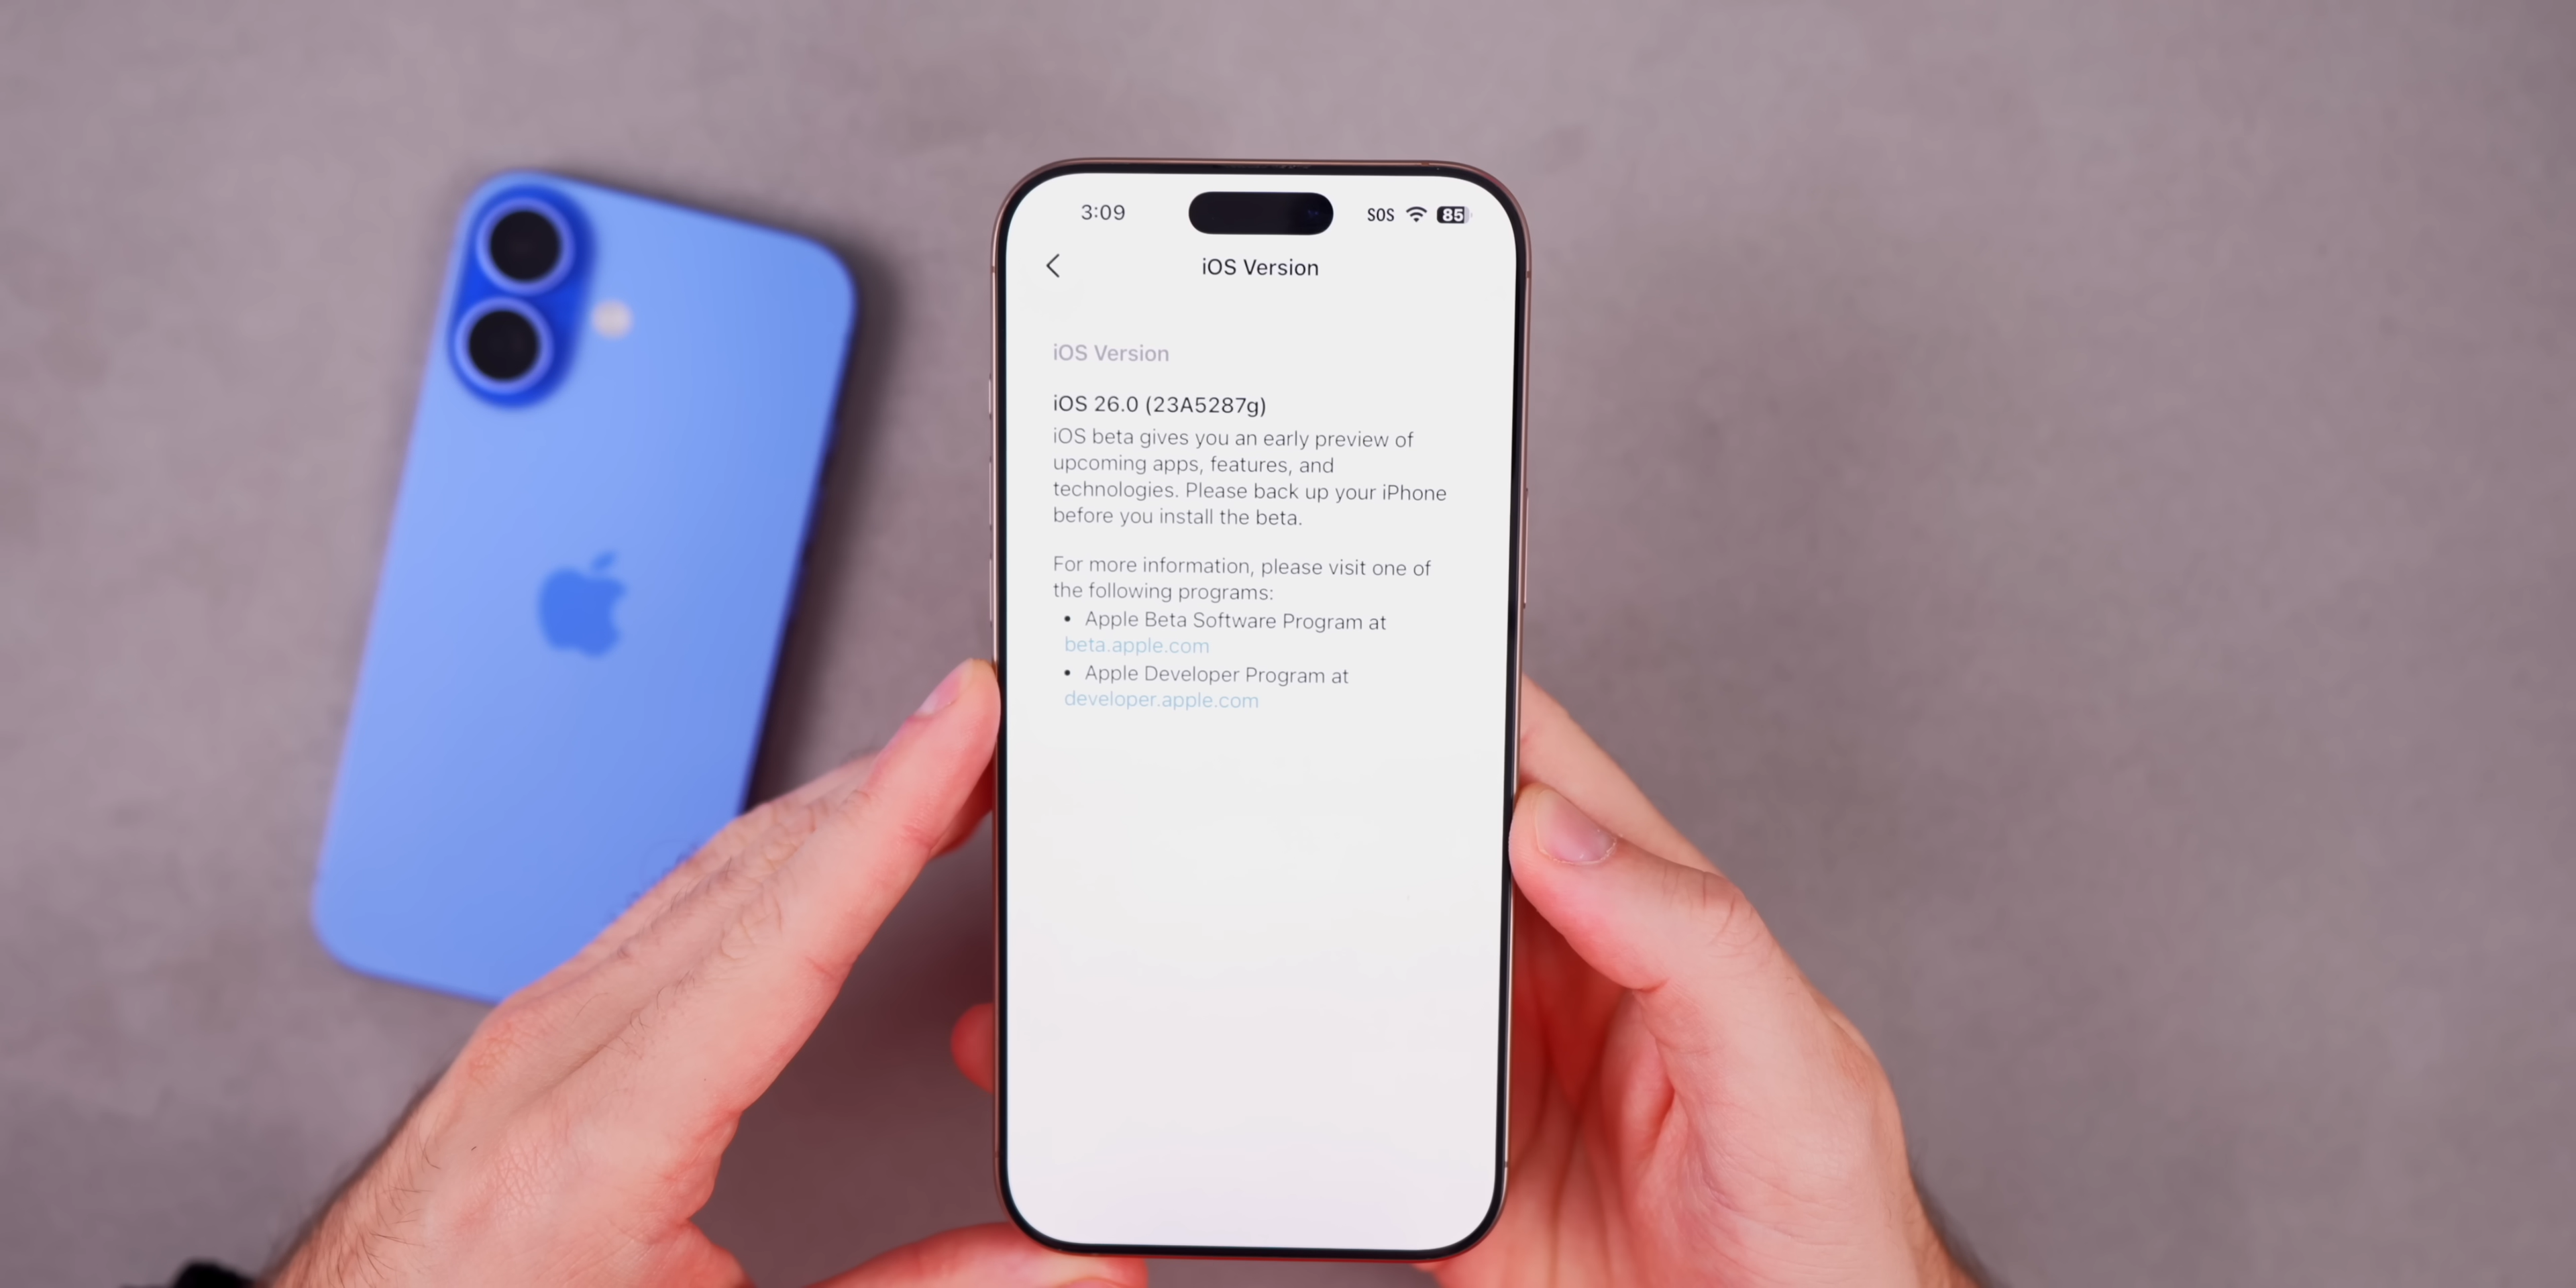 3:09
SOS
85
iOS Version
iOS Version
iOS 26.0 (23A5287g)
iOS beta gives you an early preview of
upcoming apps, features, and
technologies. Please back up your iPhone
before you install the beta.
For more information, please visit one of
the following programs:
• Apple Beta Software Program at
beta.apple.com
• Apple Developer Program at
developer.apple.com